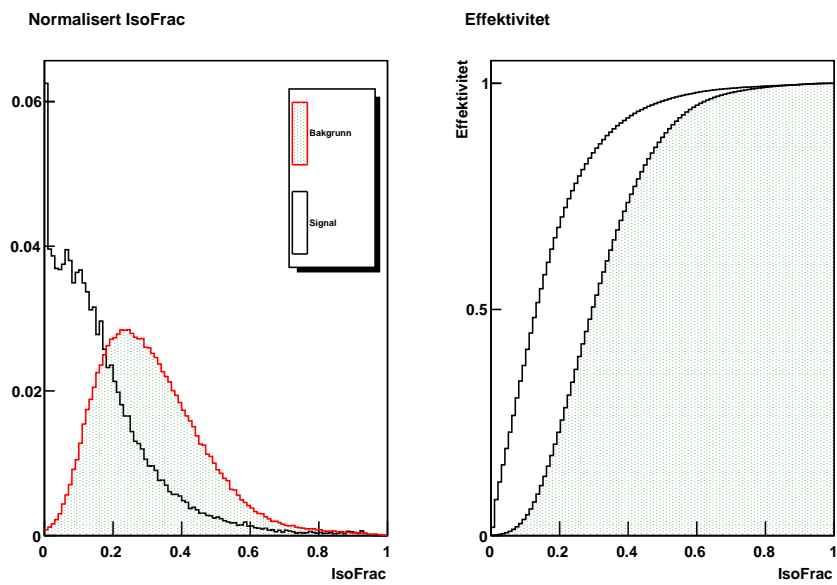 Normalisert IsoFrac
0.06
0.04
0.02
0
0
0.2
0.4
0.6
0.8
1
IsoFrac
Bakgrunn
Signal
Effektivitet
Effektivitet
1
0.5
0
0
0.2
0.4
0.6
0.8
1
IsoFrac